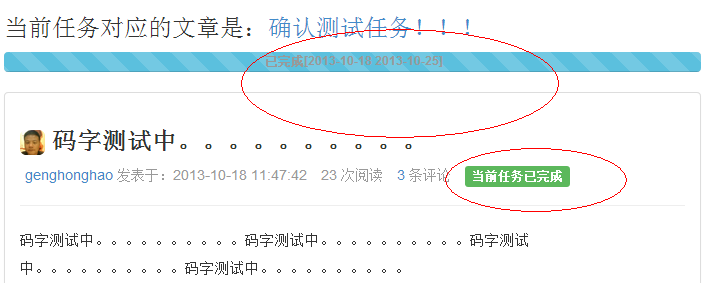 当前任务对应的文章是：确认测试任务！！！
已完成[2013-10-18 2013-10-25]
码字测试中。。。。。。。。。。
genghonghao 发表于：2013-10-18 11:47:42 23 次阅读 3 条评论 当前任务已完成
码字测试中。。。。。。。。。。码字测试中。。。。。。。。。。码字测试
中。。。。。。。。。。码字测试中。。。。。。。。。。